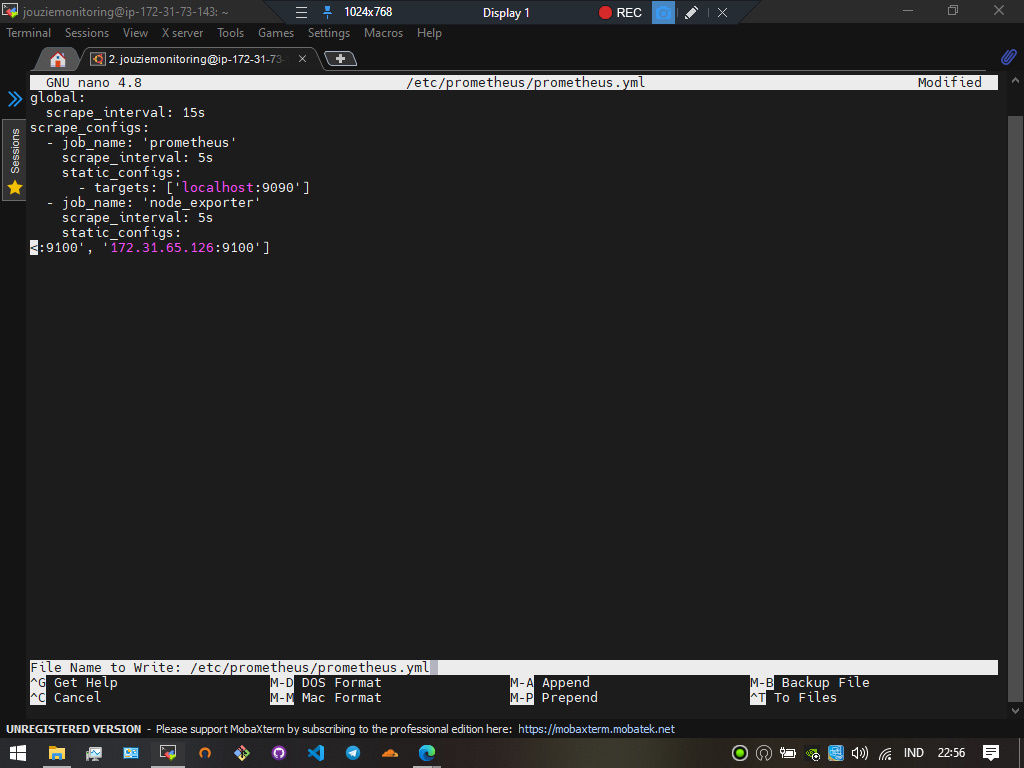 jouziemonitoring@ip-172-31-73-143: ~
1024x768
Display 1
REC
Terminal Sessions View X server Tools Games Settings Macros Help
2. jouziemonitoring@ip-172-31-73-
Sessions
GNU nano 4.8 /etc/prometheus/prometheus.yml Modified
global:
  scrape_interval: 15s
scrape_configs:
  - job_name: 'prometheus'
    scrape_interval: 5s
    static_configs:
      - targets: ['localhost:9090']
  - job_name: 'node_exporter'
    scrape_interval: 5s
    static_configs:
<:9100', '172.31.65.126:9100']
File Name to Write: /etc/prometheus/prometheus.yml
^G Get Help M-D DOS Format M-A Append M-B Backup File
^C Cancel M-M Mac Format M-P Prepend ^T To Files
UNREGISTERED VERSION - Please support MobaXterm by subscribing to the professional edition here: https://mobaxterm.mobatek.net
IND 22:56